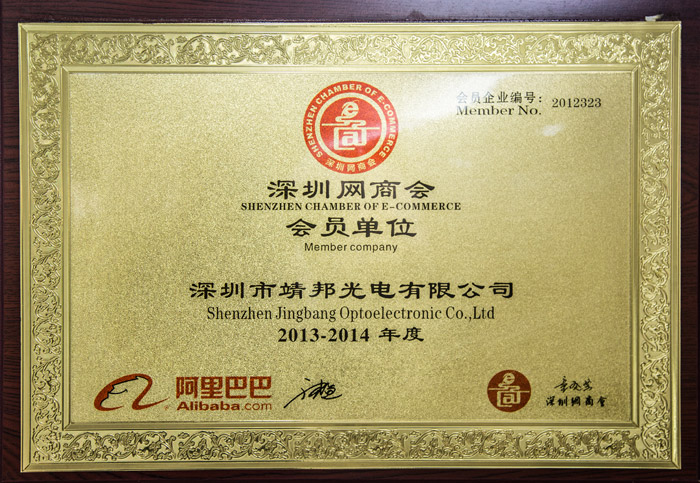 SHENZHEN CHAMBER OF E-COMMERCE
深圳网商会
会员企业编号: 2012323
Member No.
深圳网商会
SHENZHEN CHAMBER OF E-COMMERCE
会员单位
Member company
深圳市靖邦光电有限公司
Shenzhen Jingbang Optoelectronic Co.,Ltd
2013-2014 年度
阿里巴巴
Alibaba.com
深圳網商會